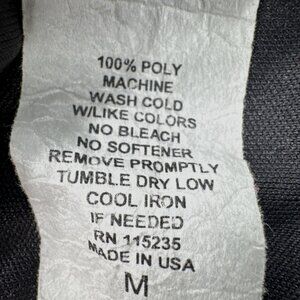 100% POLY
MACHINE
WASH COLD
W/LIKE COLORS
NO BLEACH
NO SOFTENER
REMOVE PROMPTLY
TUMBLE DRY LOW
COOL IRON
IF NEEDED
RN 115235
MADE IN USA
M